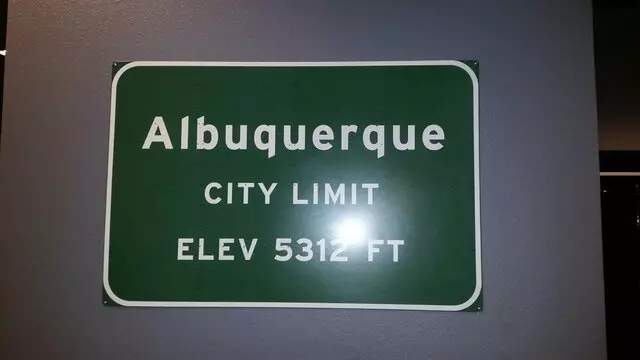 Albuquerque
CITY LIMIT
ELEV 5312 FT